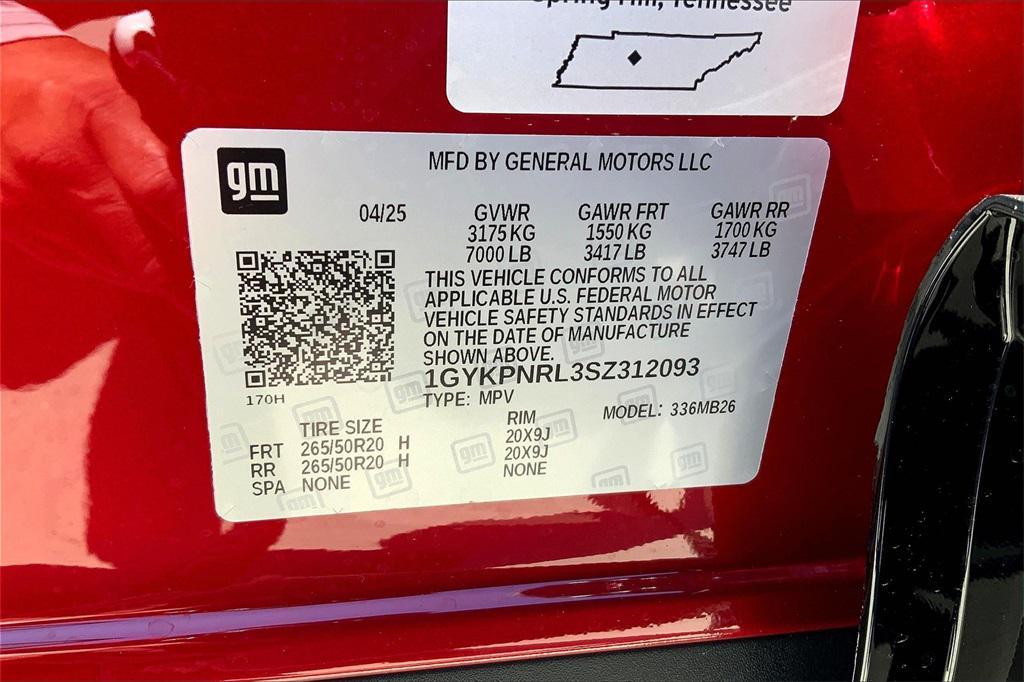 Spring Hill, Tennessee
gm
MFD BY GENERAL MOTORS LLC
04/25
GVWR GAWR FRT GAWR RR
3175 KG 1550 KG 1700 KG
7000 LB 3417 LB 3747 LB
THIS VEHICLE CONFORMS TO ALL
APPLICABLE U.S. FEDERAL MOTOR
VEHICLE SAFETY STANDARDS IN EFFECT
ON THE DATE OF MANUFACTURE
SHOWN ABOVE.
1GYKPNRL3SZ312093
170H
TYPE: MPV
MODEL: 336MB26
TIRE SIZE RIM
FRT 265/50R20 H 20X9J
RR 265/50R20 H 20X9J
SPA NONE NONE